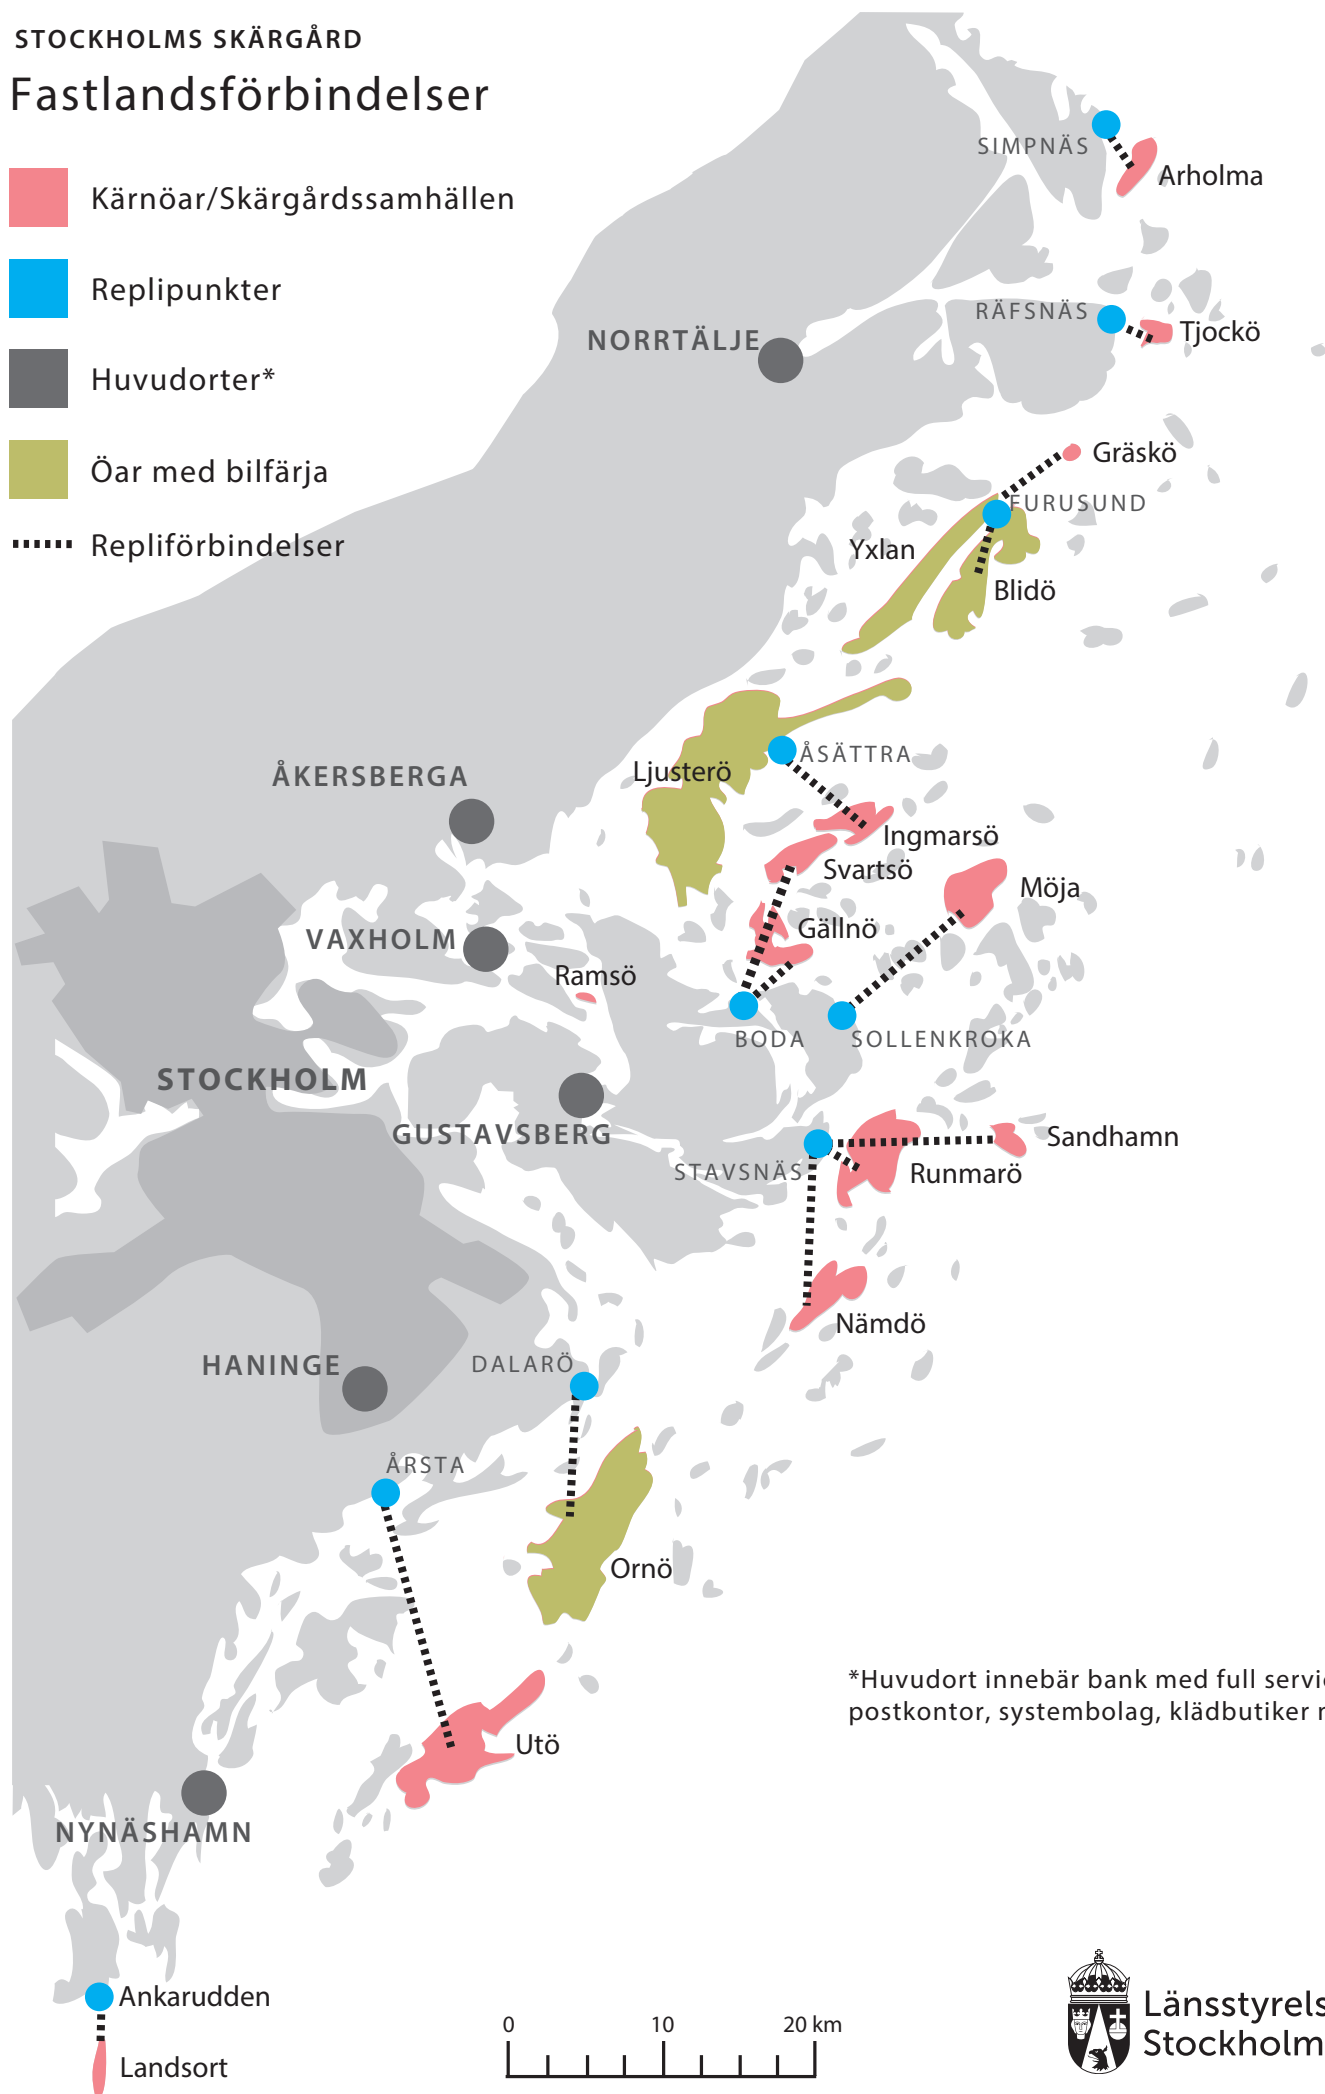 STOCKHOLMS SKÄRGÅRD
Fastlandsförbindelser
Kärnöar/Skärgårdssamhällen
Replipunkter
Huvudorter*
Öar med bilfärja
Repliförbindelser
SIMPNÄS
Arholma
RÄFSNÄS
Tjockö
NORRTÄLJE
Gräskö
FURUSUND
Yxlan
Blidö
ÅSÄTTRA
Ljusterö
ÅKERSBERGA
Ingmarsö
Svartsö
Möja
Gällnö
VAXHOLM
Ramsö
BODA
SOLLENKROKA
STOCKHOLM
GUSTAVSBERG
Sandhamn
STAVSNÄS
Runmarö
Nämdö
HANINGE
DALARÖ
ÅRSTA
Ornö
*Huvudort innebär bank med full servic
postkontor, systembolag, klädbutiker
Utö
NYNÄSHAMN
Ankarudden
Landsort
0 10 20 km
Länsstyrels
Stockholm